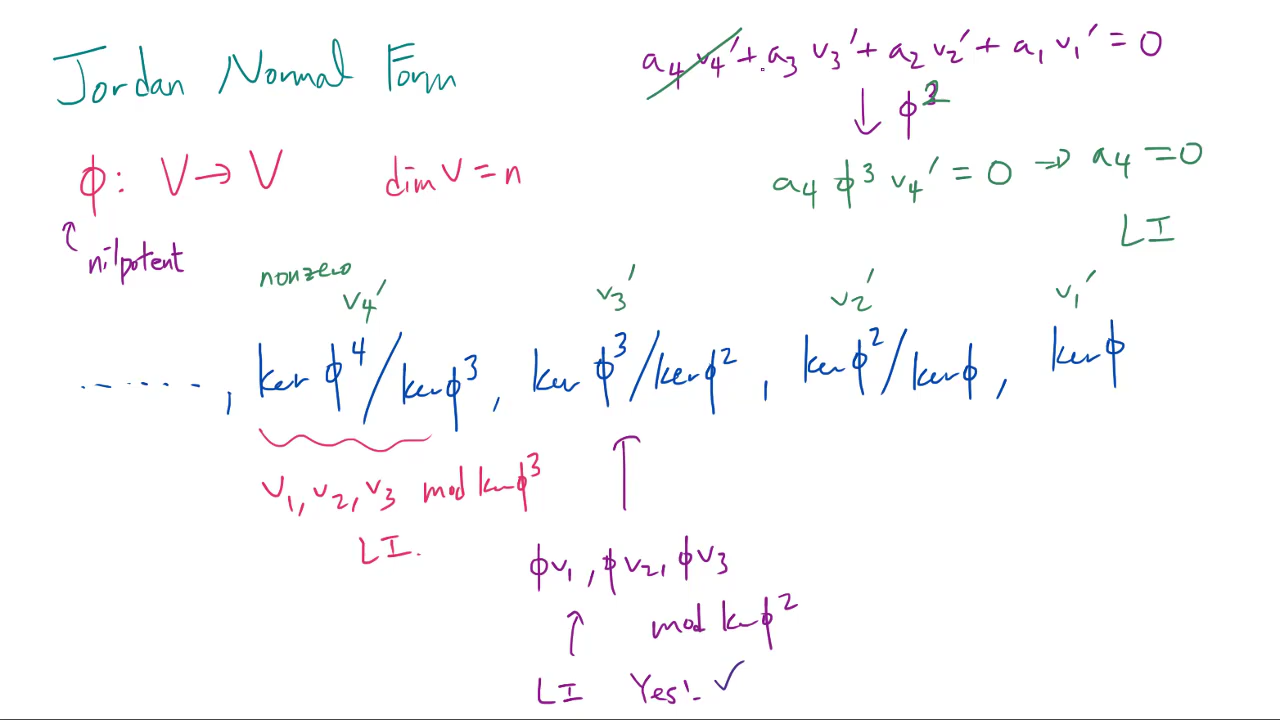 Jordan Normal Form
a₄ v₄′ + a₃ v₃′ + a₂ v₂′ + a₁ v₁′ = 0
↓ ϕ²
ϕ: V → V dim V = n
a₄ ϕ³ v₄′ = 0 → a₄ = 0
LI
↑ nilpotent
nonzero
v₄′ v₃′ v₂′ v₁′
......, ker ϕ⁴/ker ϕ³, ker ϕ³/ker ϕ², ker ϕ²/ker ϕ, ker ϕ
v₁, v₂, v₃ mod ker ϕ³
LI.
ϕv₁, ϕv₂, ϕv₃
mod ker ϕ²
LI Yes! ✓